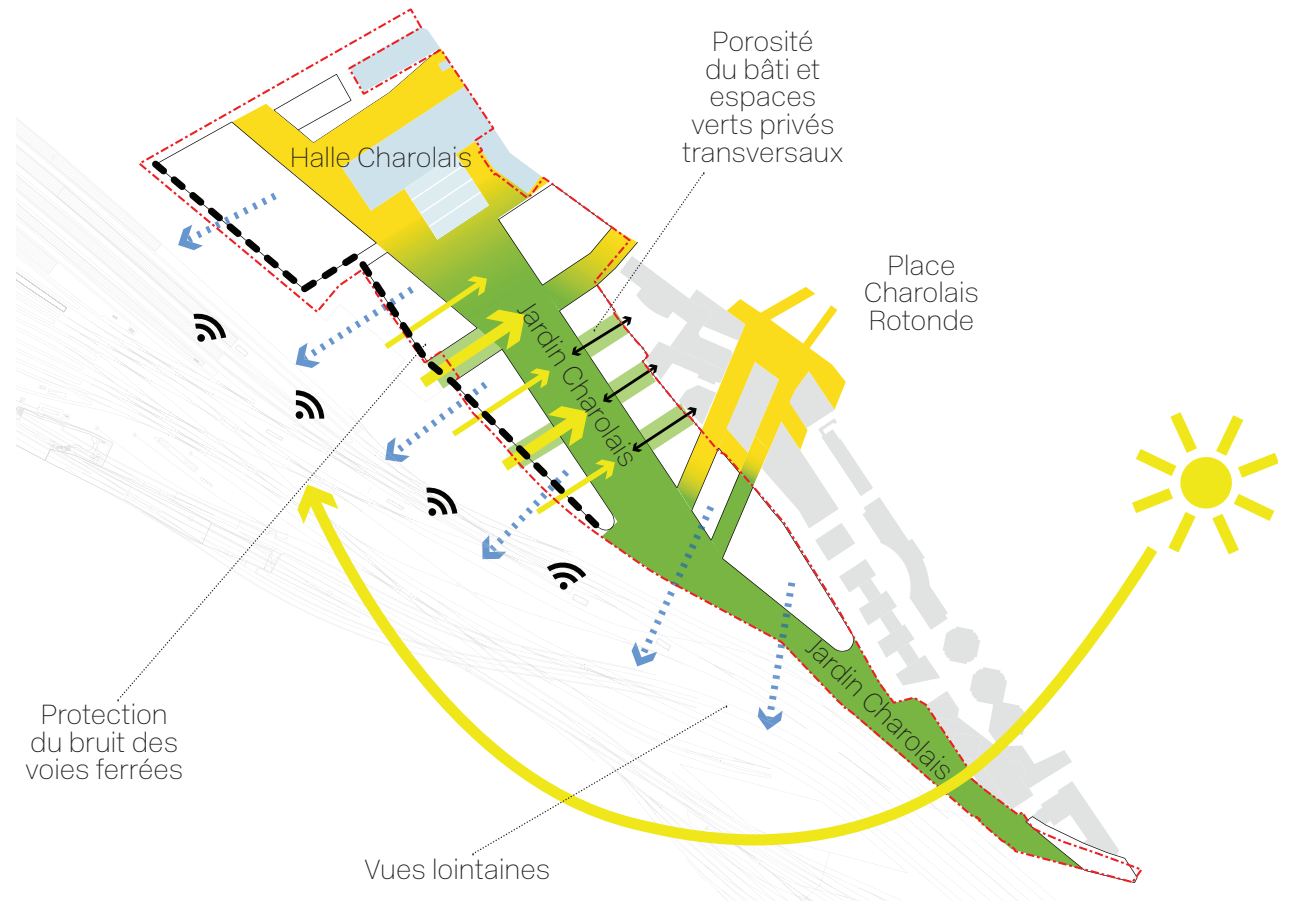 Porosité
du bâti et
espaces
verts privés
transversaux
Halle Charolais
Place
Charolais
Rotonde
Jardin Charolais
Jardin Charolais
Protection
du bruit des
voies ferrées
Vues lointaines